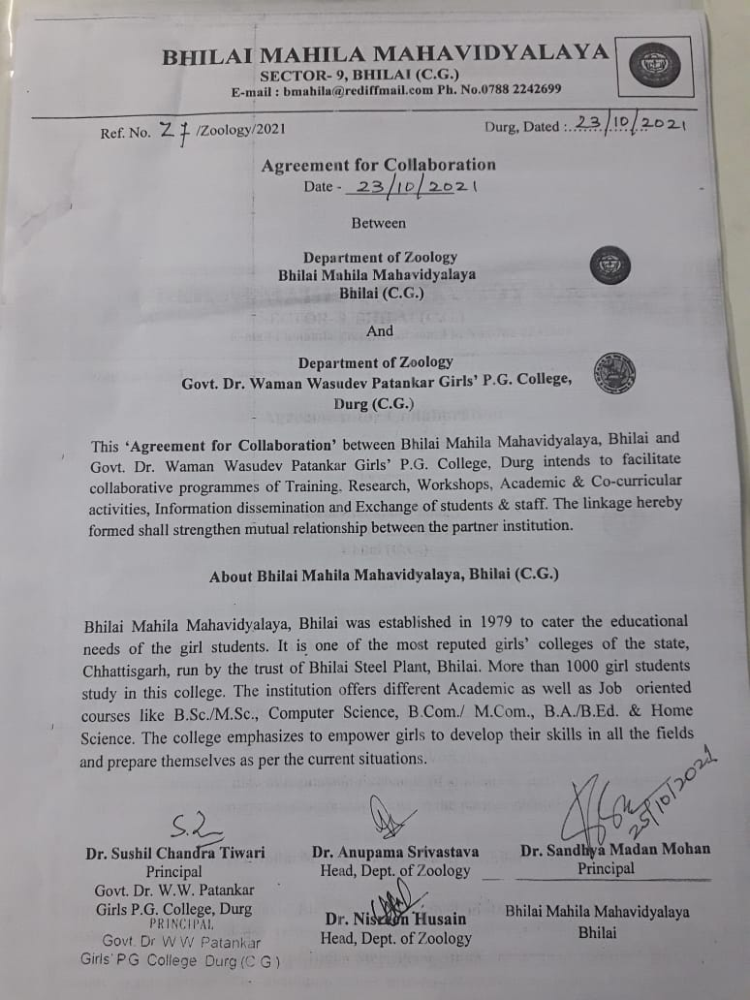 BHILAI MAHILA MAHAVIDYALAYA
SECTOR- 9, BHILAI (C.G.)
E-mail : bmahila@rediffmail.com Ph. No.0788 2242699
Ref. No. 27 /Zoology/2021
Durg, Dated : 23/10/2021
Agreement for Collaboration
Date - 23/10/2021
Between
Department of Zoology
Bhilai Mahila Mahavidyalaya
Bhilai (C.G.)
And
Department of Zoology
Govt. Dr. Waman Wasudev Patankar Girls' P.G. College,
Durg (C.G.)
This 'Agreement for Collaboration' between Bhilai Mahila Mahavidyalaya, Bhilai and
Govt. Dr. Waman Wasudev Patankar Girls' P.G. College, Durg intends to facilitate
collaborative programmes of Training, Research, Workshops, Academic & Co-curricular
activities, Information dissemination and Exchange of students & staff. The linkage hereby
formed shall strengthen mutual relationship between the partner institution.
About Bhilai Mahila Mahavidyalaya, Bhilai (C.G.)
Bhilai Mahila Mahavidyalaya, Bhilai was established in 1979 to cater the educational
needs of the girl students. It is one of the most reputed girls' colleges of the state,
Chhattisgarh, run by the trust of Bhilai Steel Plant, Bhilai. More than 1000 girl students
study in this college. The institution offers different Academic as well as Job oriented
courses like B.Sc./M.Sc., Computer Science, B.Com./ M.Com., B.A./B.Ed. & Home
Science. The college emphasizes to empower girls to develop their skills in all the fields
and prepare themselves as per the current situations.
25/10/2021
Dr. Sushil Chandra Tiwari
Principal
Govt. Dr. W.W. Patankar
Girls P.G. College, Durg
PRINCIPAL
Govt. Dr W W Patankar
Girls' PG College Durg (C G )
Dr. Anupama Srivastava
Head, Dept. of Zoology
Dr. Husain
Head, Dept. of Zoology
Dr. Sandhya Madan Mohan
Principal
Bhilai Mahila Mahavidyalaya
Bhilai